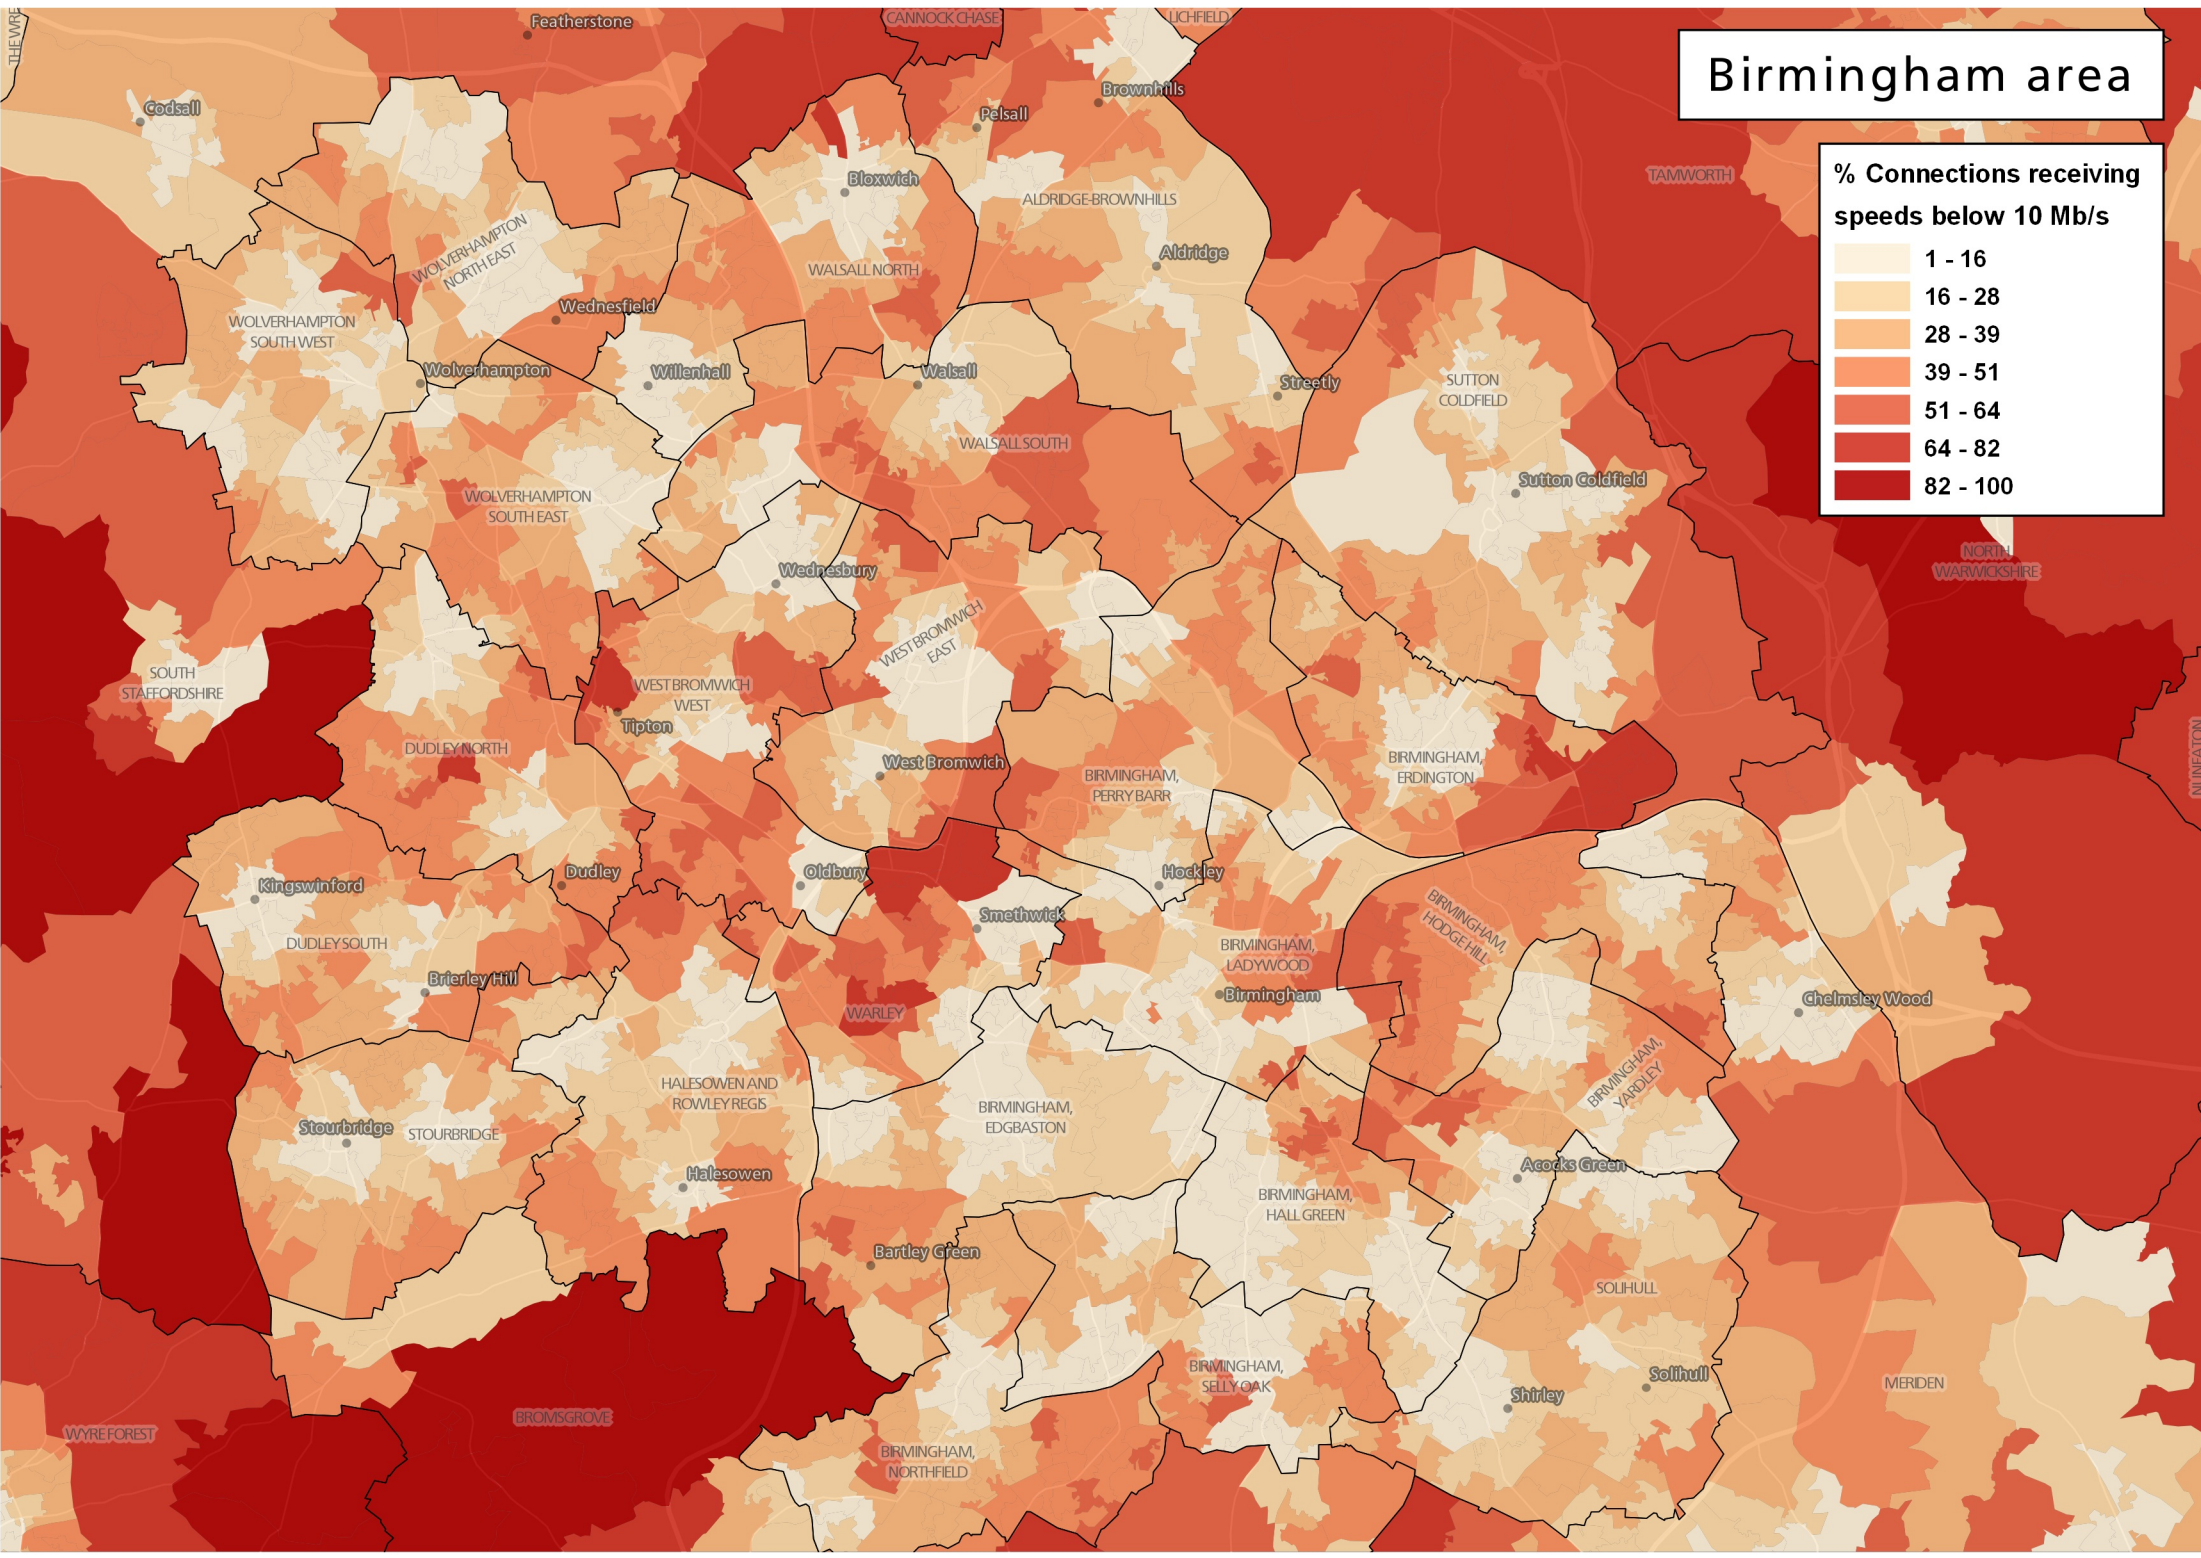 Birmingham area
% Connections receiving
speeds below 10 Mb/s
1 - 16
16 - 28
28 - 39
39 - 51
51 - 64
64 - 82
82 - 100
THE WRE
Featherstone
CANNOCK CHASE
LICHFIELD
Codsall
Brownhills
Pelsall
TAMWORTH
Bloxwich
ALDRIDGE-BROWNHILLS
WOLVERHAMPTON
NORTH EAST
Aldridge
WALSALL NORTH
Wednesfield
WOLVERHAMPTON
SOUTH WEST
Wolverhampton
Willenhall
Walsall
Streetly
SUTTON
COLDFIELD
WALSALL SOUTH
Sutton Coldfield
WOLVERHAMPTON
SOUTH EAST
NORTH
WARWICKSHIRE
Wednesbury
WEST BROMWICH
EAST
SOUTH
STAFFORDSHIRE
WEST BROMWICH
WEST
Tipton
DUDLEY NORTH
West Bromwich
BIRMINGHAM,
PERRY BARR
BIRMINGHAM,
ERDINGTON
NUNEATON
Kingswinford
Dudley
Oldbury
Hockley
Smethwick
DUDLEY SOUTH
BIRMINGHAM,
LADYWOOD
BIRMINGHAM,
HODGE HILL
Brierley Hill
Birmingham
Chelmsley Wood
WARLEY
HALESOWEN AND
ROWLEY REGIS
BIRMINGHAM,
YARDLEY
BIRMINGHAM,
EDGBASTON
Stourbridge
STOURBRIDGE
Halesowen
Acocks Green
BIRMINGHAM,
HALL GREEN
Bartley Green
SOLIHULL
BIRMINGHAM,
SELLY OAK
Solihull
Shirley
MERIDEN
BROMSGROVE
WYRE FOREST
BIRMINGHAM,
NORTHFIELD